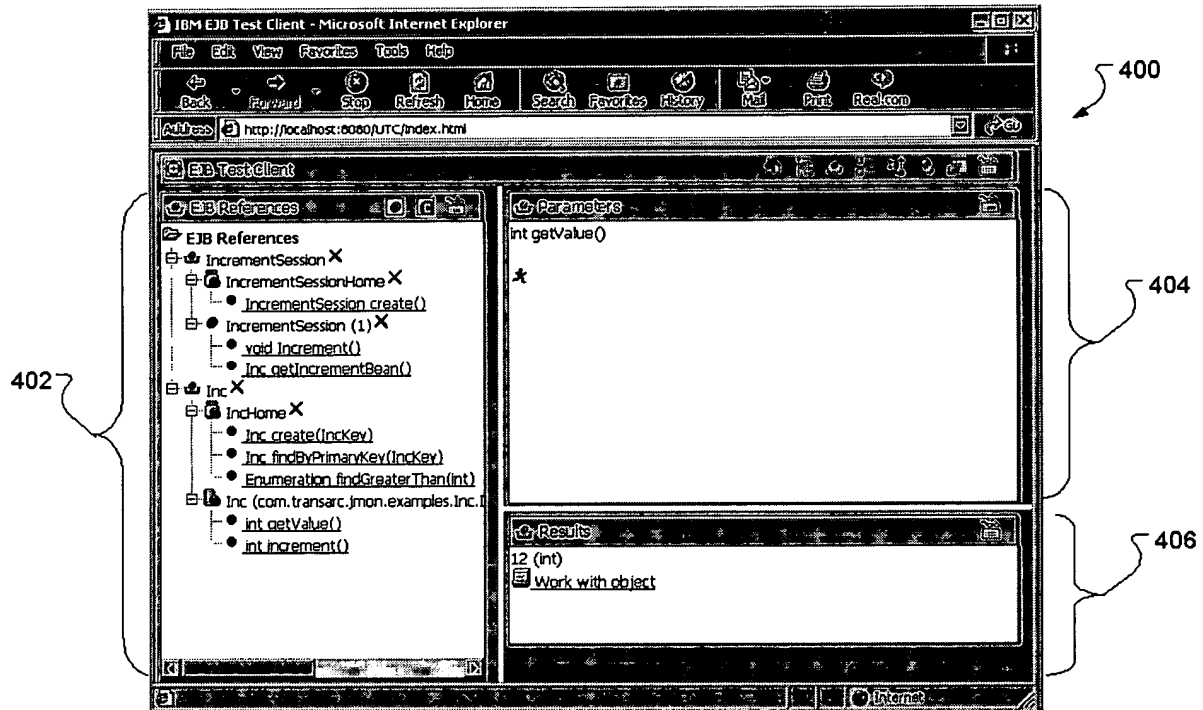 IBM EJB Test Client - Microsoft Internet Explorer
File Edit View Favorites Tools Help
Back Forward Stop Refresh Home Search Favorites History Mail Print Real.com
Address http://localhost:8080/UTC/index.html Go
400
EJB Test Client
EJB References
EJB References
IncrementSession
IncrementSessionHome
IncrementSession create()
IncrementSession (1)
void Increment()
Inc getIncrementBean()
Inc
IncHome
Inc create(IncKey)
Inc findByPrimaryKey(IncKey)
Enumeration findGreaterThan(int)
Inc (com.transarc.jmon.examples.Inc.I
int getValue()
int increment()
402
Parameters
int getValue()
404
Results
12 (int)
Work with object
406
Internet